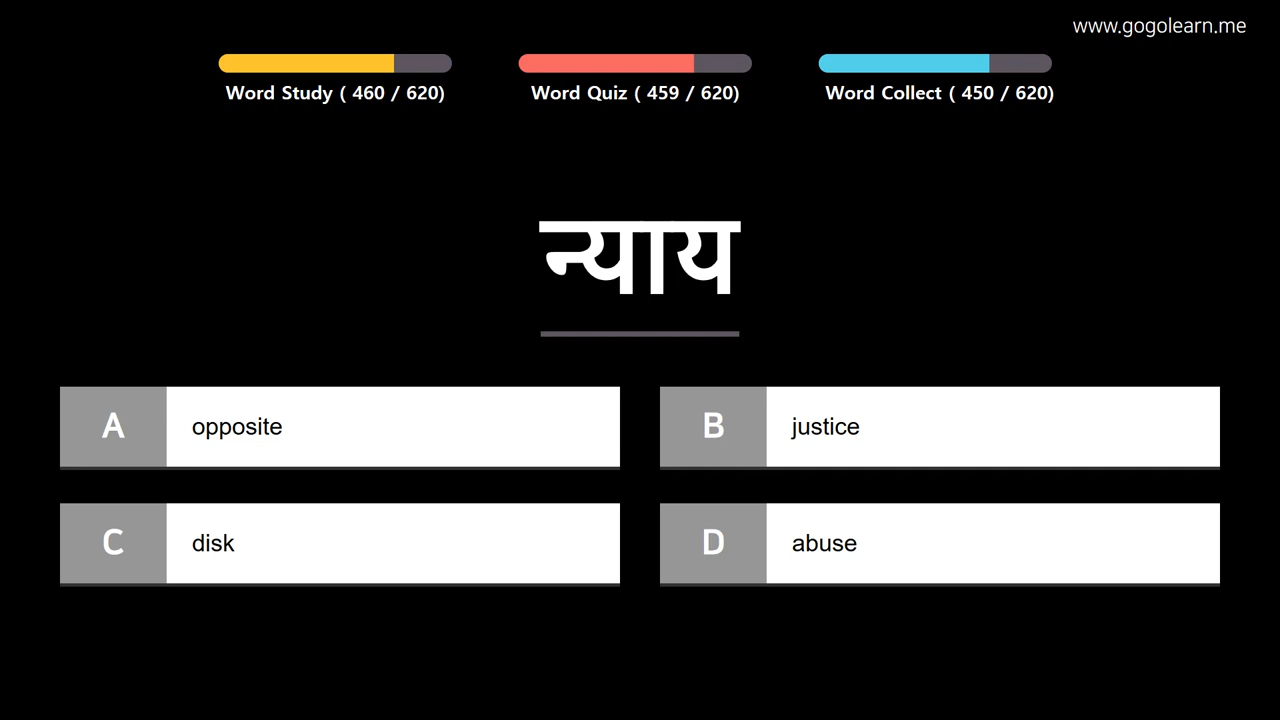 www.gogolearn.me
Word Study ( 460 / 620)
Word Quiz ( 459 / 620)
Word Collect ( 450 / 620)
न्याय
A opposite
B justice
C disk
D abuse